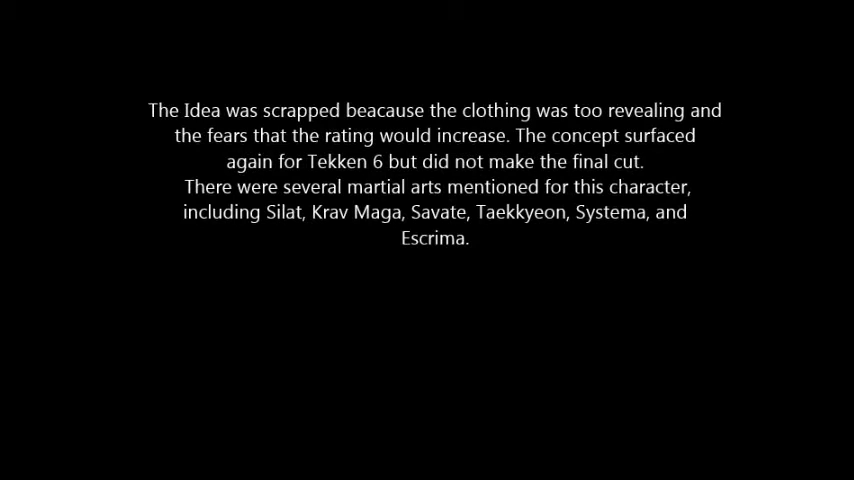 The Idea was scrapped beacause the clothing was too revealing and
the fears that the rating would increase. The concept surfaced
again for Tekken 6 but did not make the final cut.
There were several martial arts mentioned for this character,
including Silat, Krav Maga, Savate, Taekkyeon, Systema, and
Escrima.